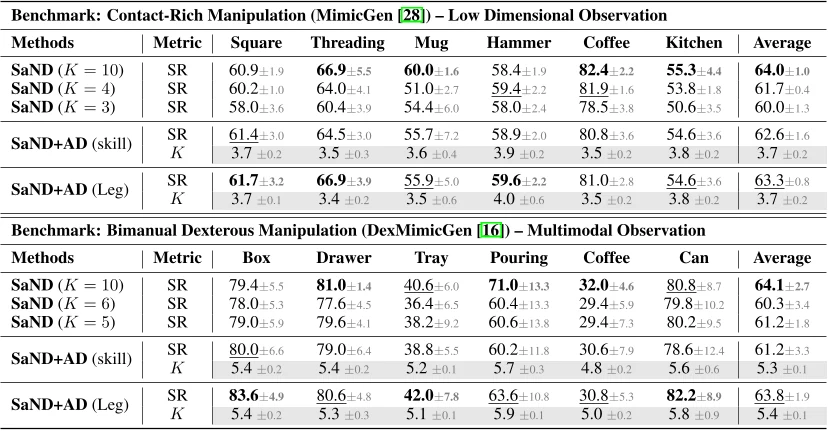 Benchmark: Contact-Rich Manipulation (MimicGen [28]) – Low Dimensional Observation
Methods Metric Square Threading Mug Hammer Coffee Kitchen Average
SaND (K = 10) SR 60.9±1.9 66.9±5.5 60.0±1.6 58.4±1.9 82.4±2.2 55.3±4.4 64.0±1.0
SaND (K = 4) SR 60.2±1.0 64.0±4.1 51.0±2.7 59.4±2.2 81.9±1.6 53.8±1.8 61.7±0.4
SaND (K = 3) SR 58.0±3.6 60.4±3.9 54.4±6.0 58.0±2.4 78.5±3.8 50.6±3.5 60.0±1.3
SaND+AD (skill) SR 61.4±3.0 64.5±3.0 55.7±7.2 58.9±2.0 80.8±3.6 54.6±3.6 62.6±1.6
K 3.7 ±0.2 3.5 ±0.3 3.6 ±0.4 3.9 ±0.2 3.5 ±0.2 3.8 ±0.2 3.7 ±0.2
SaND+AD (Leg) SR 61.7±3.2 66.9±3.9 55.9±5.0 59.6±2.2 81.0±2.8 54.6±3.6 63.3±0.8
K 3.7 ±0.1 3.4 ±0.2 3.5 ±0.6 4.0 ±0.6 3.5 ±0.2 3.8 ±0.2 3.7 ±0.2
Benchmark: Bimanual Dexterous Manipulation (DexMimicGen [16]) – Multimodal Observation
Methods Metric Box Drawer Tray Pouring Coffee Can Average
SaND (K = 10) SR 79.4±5.5 81.0±1.4 40.6±6.0 71.0±13.3 32.0±4.6 80.8±8.7 64.1±2.7
SaND (K = 6) SR 78.0±5.3 77.6±4.5 36.4±6.5 60.4±13.3 29.4±5.9 79.8±10.2 60.3±3.4
SaND (K = 5) SR 79.0±5.9 79.6±4.1 38.2±9.2 60.6±13.8 29.4±7.3 80.2±9.5 61.2±1.8
SaND+AD (skill) SR 80.0±6.6 79.0±6.4 38.8±5.5 60.2±11.8 30.6±7.9 78.6±12.4 61.2±3.3
K 5.4 ±0.2 5.4 ±0.2 5.2 ±0.1 5.7 ±0.3 4.8 ±0.2 5.6 ±0.6 5.3 ±0.1
SaND+AD (Leg) SR 83.6±4.9 80.6±4.8 42.0±7.8 63.6±10.8 30.8±5.3 82.2±8.9 63.8±1.9
K 5.4 ±0.2 5.3 ±0.3 5.1 ±0.1 5.9 ±0.1 5.0 ±0.2 5.8 ±0.9 5.4 ±0.1